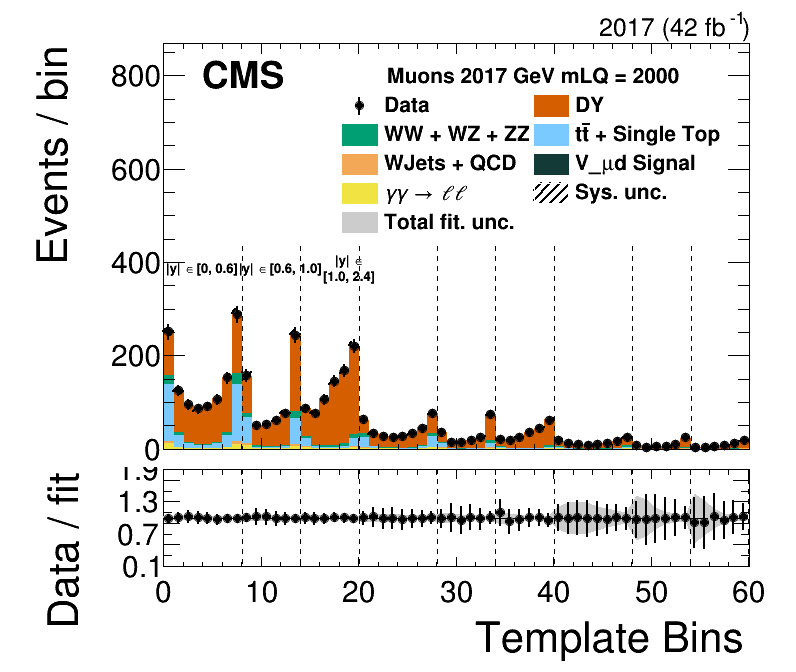 2017 (42 fb⁻¹)
Events / bin
CMS
Muons 2017 GeV mLQ = 2000
Data
DY
WW + WZ + ZZ
tt̄ + Single Top
WJets + QCD
V_μd Signal
γγ → ℓℓ
Sys. unc.
Total fit. unc.
800
600
400
200
0
|y| ∈ [0, 0.6]
|y| ∈ [0.6, 1.0]
|y| ∈
[1.0, 2.4]
Data / fit
1.9
1.3
0.7
0.1
0 10 20 30 40 50 60
Template Bins